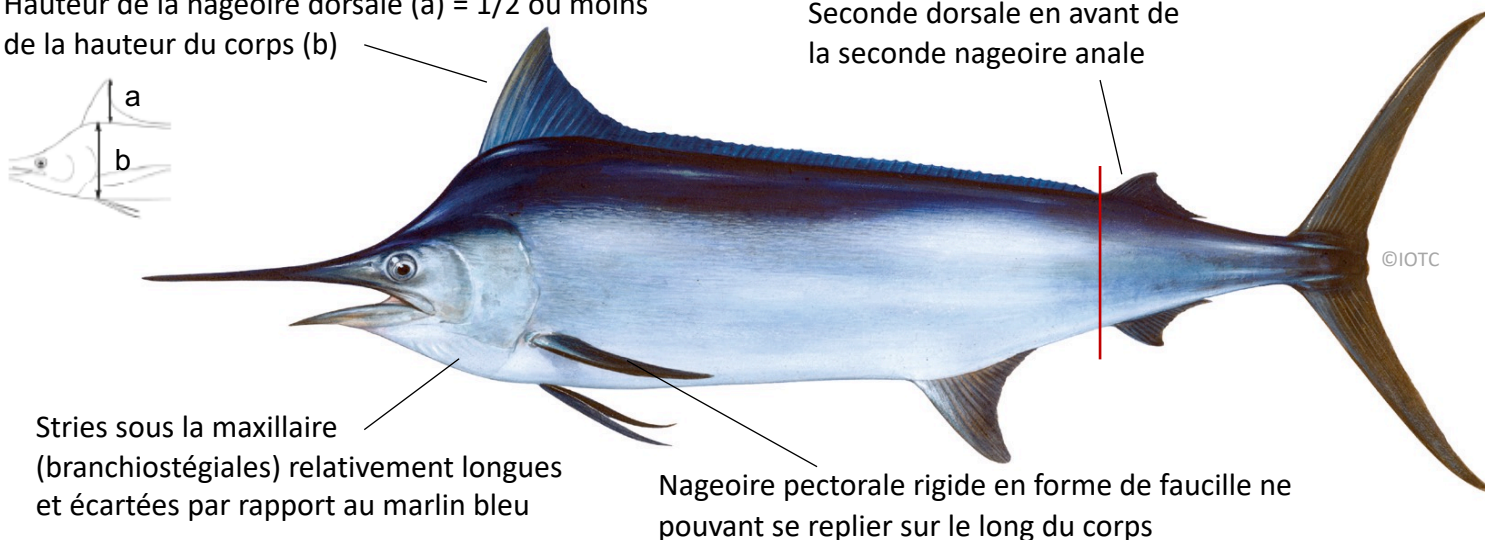 Hauteur de la nageoire dorsale (a) = 1/2 ou moins
de la hauteur du corps (b)
Seconde dorsale en avant de
la seconde nageoire anale
a
b
©IOTC
Stries sous la maxillaire
(branchiostégiales) relativement longues
et écartées par rapport au marlin bleu
Nageoire pectorale rigide en forme de faucille ne
pouvant se replier sur le long du corps